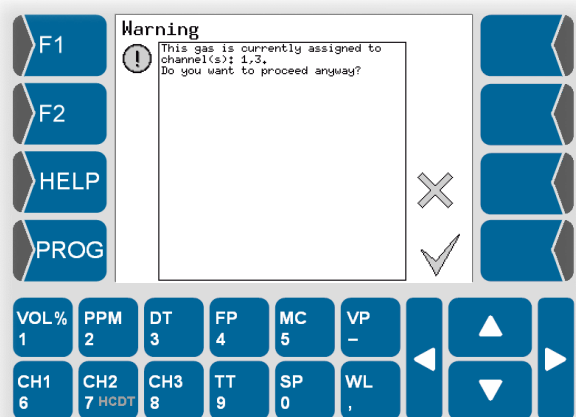 F1
F2
HELP
PROG
Warning
This gas is currently assigned to
channel(s): 1,3.
Do you want to proceed anyway?
VOL% PPM DT FP MC VP
1 2 3 4 5 –
CH1 CH2 CH3 TT SP WL
6 7 HCDT 8 9 0 ,